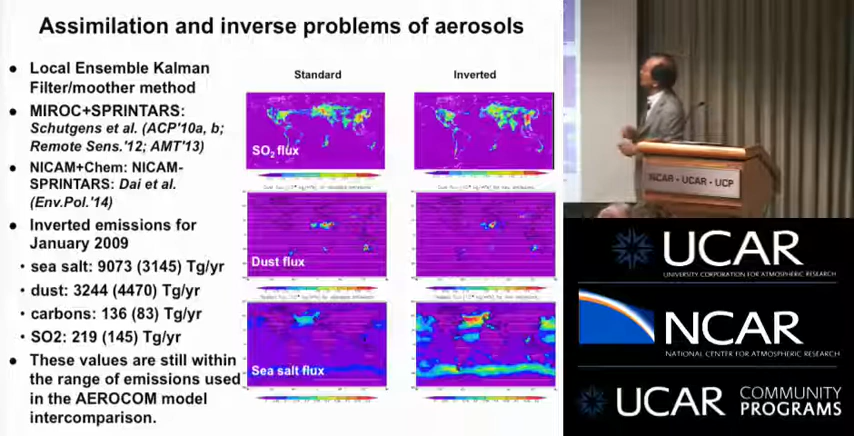 Assimilation and inverse problems of aerosols
● Local Ensemble Kalman
Filter/moother method
● MIROC+SPRINTARS:
Schutgens et al. (ACP'10a, b;
Remote Sens.'12; AMT'13)
● NICAM+Chem: NICAM-
SPRINTARS: Dai et al.
(Env.Pol.'14)
● Inverted emissions for
January 2009
• sea salt: 9073 (3145) Tg/yr
• dust: 3244 (4470) Tg/yr
• carbons: 136 (83) Tg/yr
• SO2: 219 (145) Tg/yr
● These values are still within
the range of emissions used
in the AEROCOM model
intercomparison.
Standard
Inverted
SO2 flux
Dust flux
Sea salt flux
NCAR - UCAR - UCP
UCAR
UNIVERSITY CORPORATION FOR ATMOSPHERIC RESEARCH
NCAR
NATIONAL CENTER FOR ATMOSPHERIC RESEARCH
UCAR
COMMUNITY
PROGRAMS